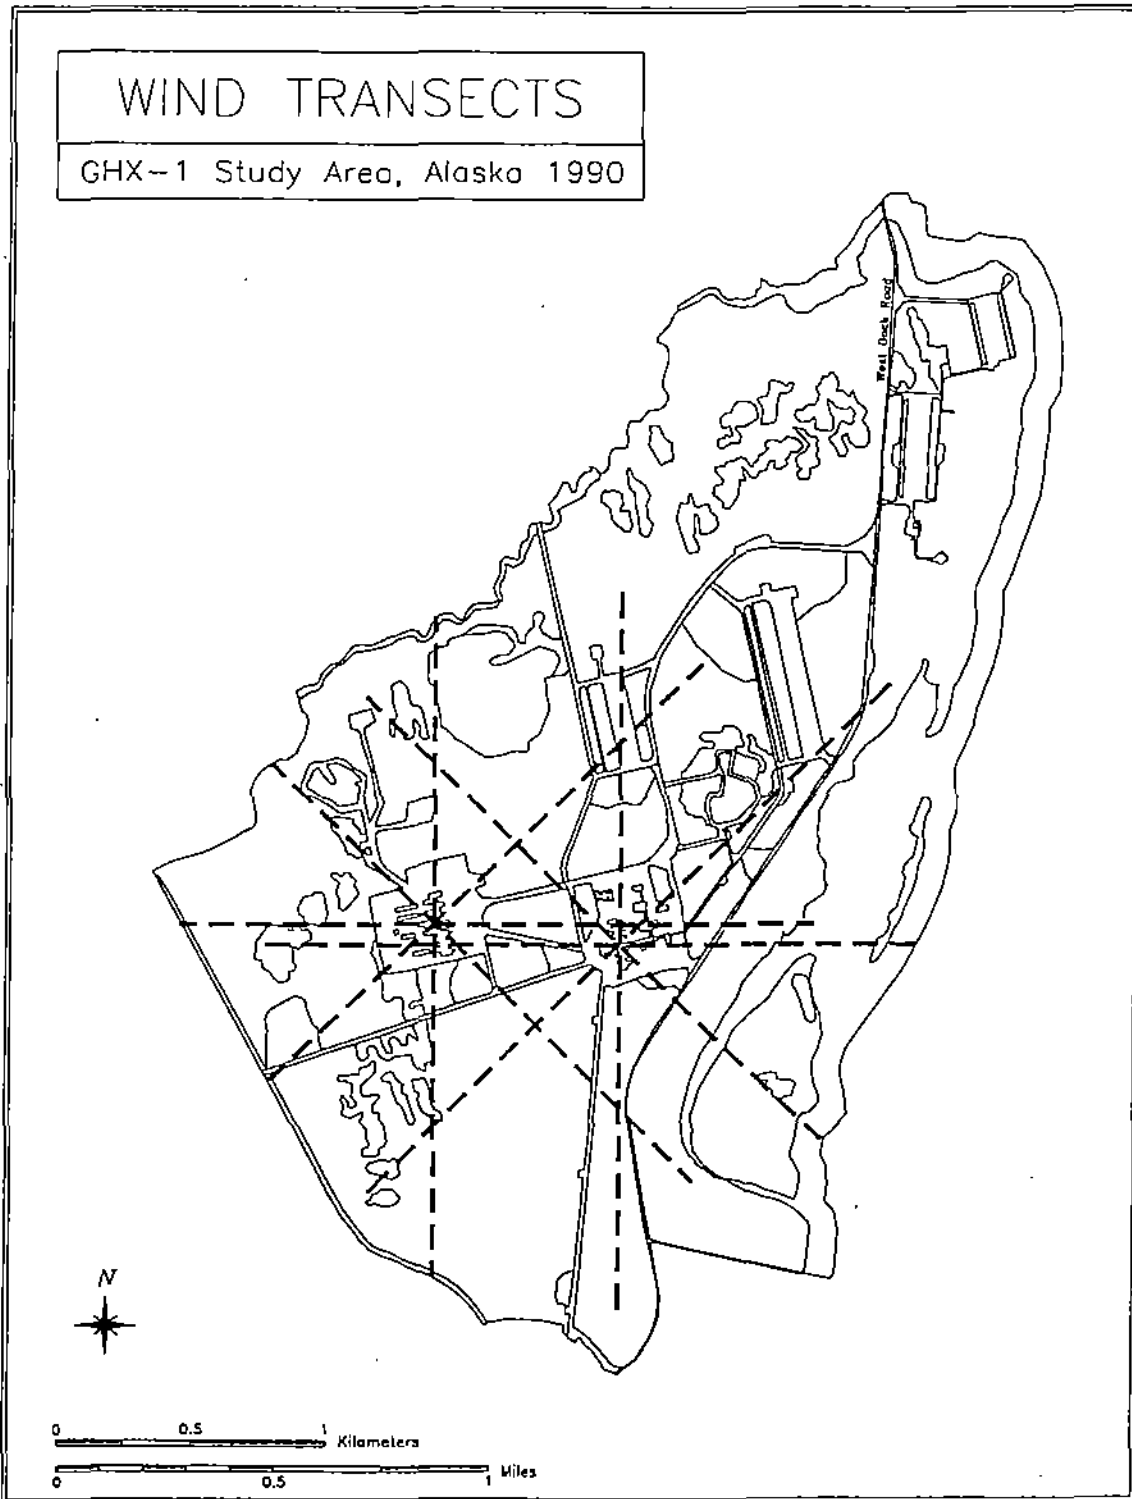 WIND TRANSECTS
GHX-1 Study Area, Alaska 1990
West Dock Road
N
0 0.5 1 Kilometers
1 Miles
0 0.5 1